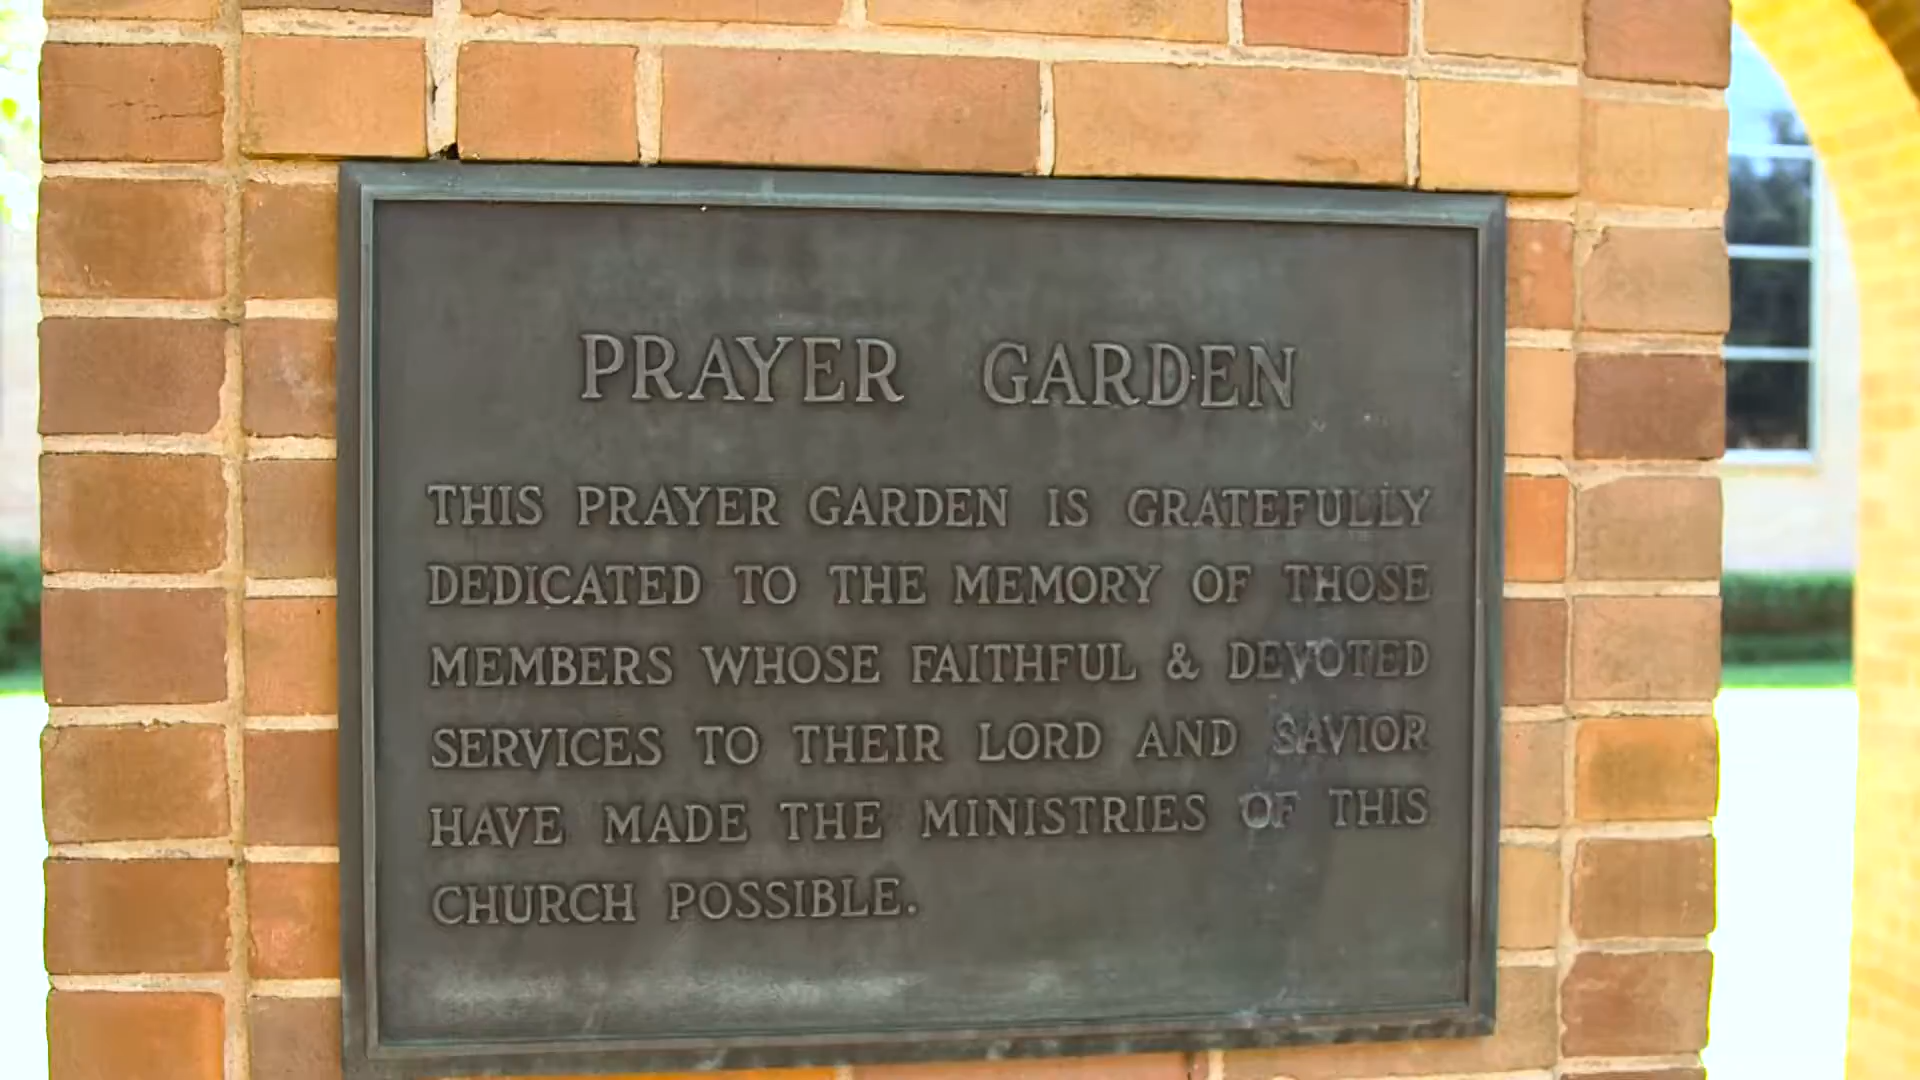 PRAYER GARDEN
THIS PRAYER GARDEN IS GRATEFULLY
DEDICATED TO THE MEMORY OF THOSE
MEMBERS WHOSE FAITHFUL & DEVOTED
SERVICES TO THEIR LORD AND SAVIOR
HAVE MADE THE MINISTRIES OF THIS
CHURCH POSSIBLE.